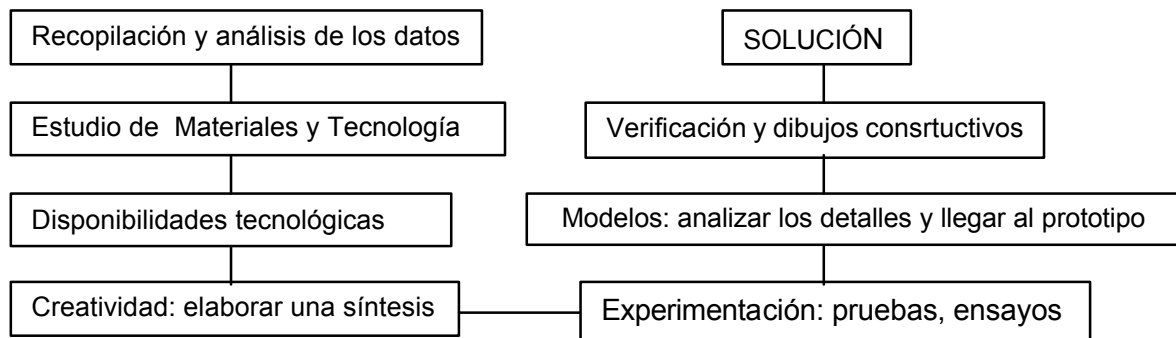 Recopilación y análisis de los datos
Estudio de  Materiales y Tecnología
Disponibilidades tecnológicas
Creatividad: elaborar una síntesis
SOLUCIÓN
Verificación y dibujos consrtuctivos
Modelos: analizar los detalles y llegar al prototipo
Experimentación: pruebas, ensayos